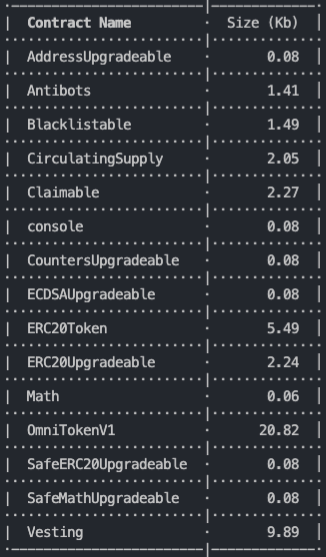 Contract Name Size (Kb)
AddressUpgradeable 0.08
Antibots 1.41
Blacklistable 1.49
CirculatingSupply 2.05
Claimable 2.27
console 0.08
CountersUpgradeable 0.08
ECDSAUpgradeable 0.08
ERC20Token 5.49
ERC20Upgradeable 2.24
Math 0.06
OmniTokenV1 20.82
SafeERC20Upgradeable 0.08
SafeMathUpgradeable 0.08
Vesting 9.89